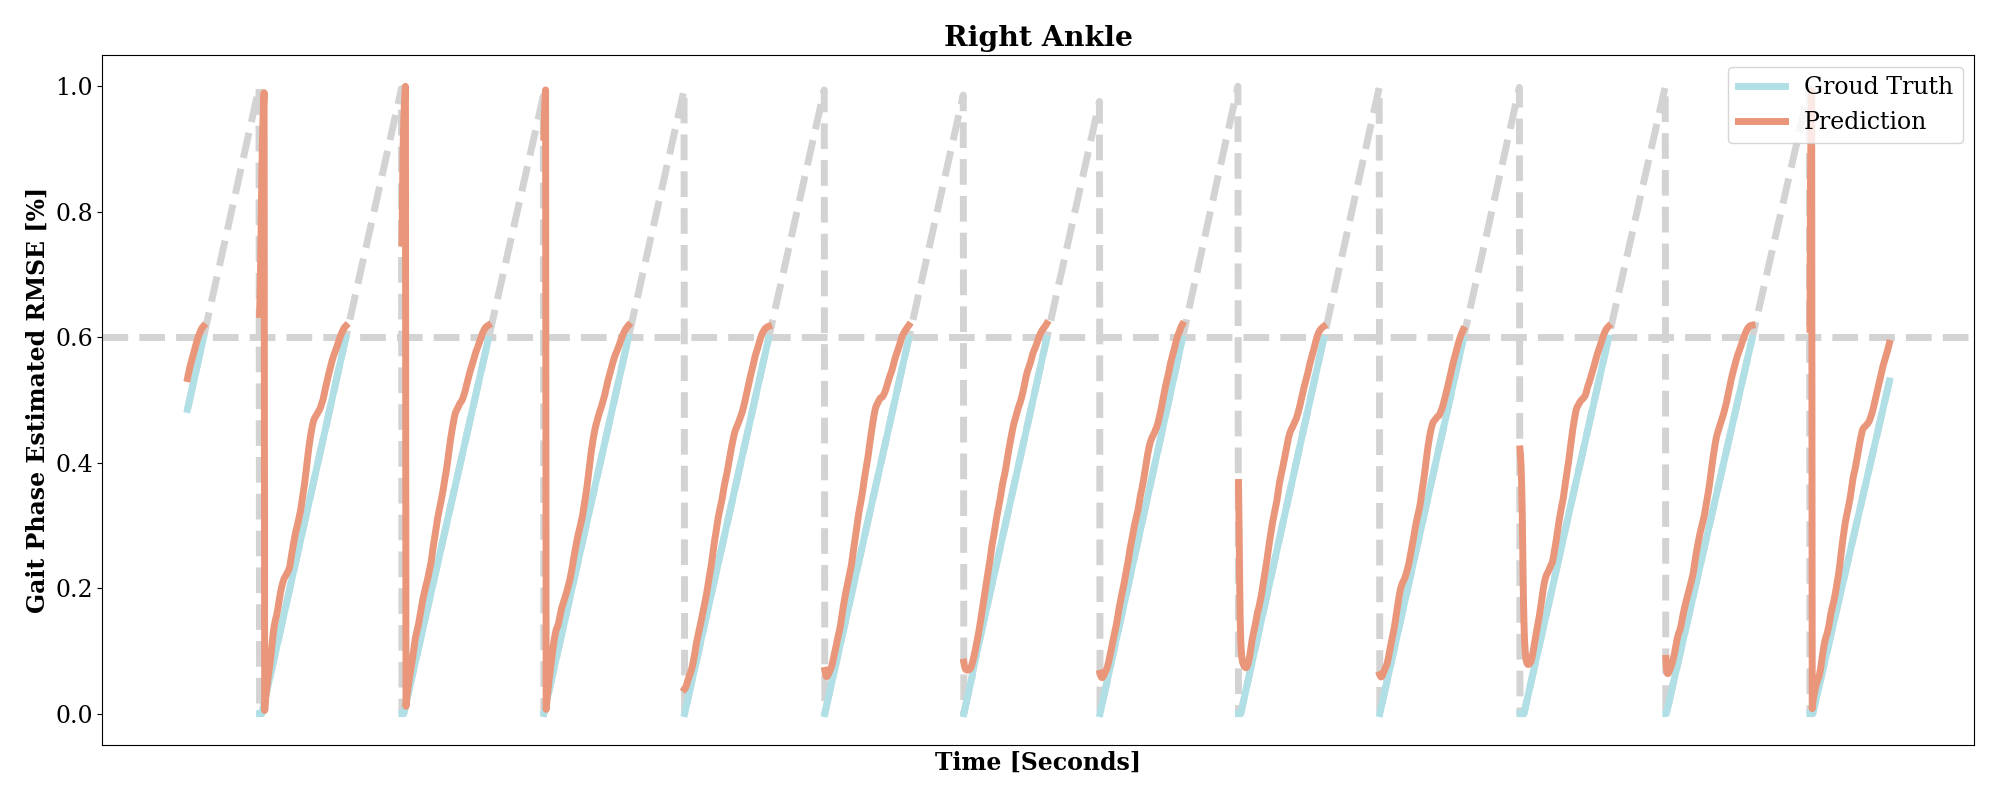 Right Ankle
Gait Phase Estimated RMSE [%]
1.0
0.8
0.6
0.4
0.2
0.0
Groud Truth
Prediction
Time [Seconds]